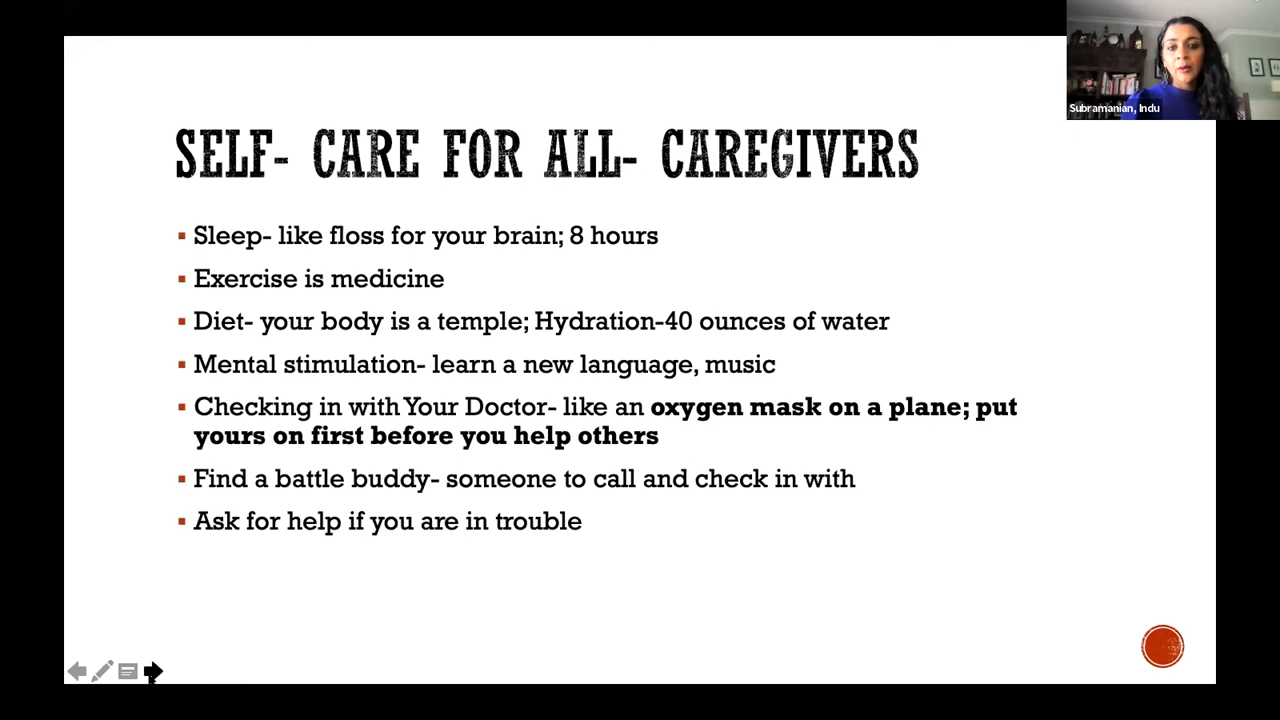 Subramanian, Indu
SELF- CARE FOR ALL- CAREGIVERS
▪ Sleep- like floss for your brain; 8 hours
▪ Exercise is medicine
▪ Diet- your body is a temple; Hydration-40 ounces of water
▪ Mental stimulation- learn a new language, music
▪ Checking in with Your Doctor- like an oxygen mask on a plane; put
yours on first before you help others
▪ Find a battle buddy- someone to call and check in with
▪ Ask for help if you are in trouble